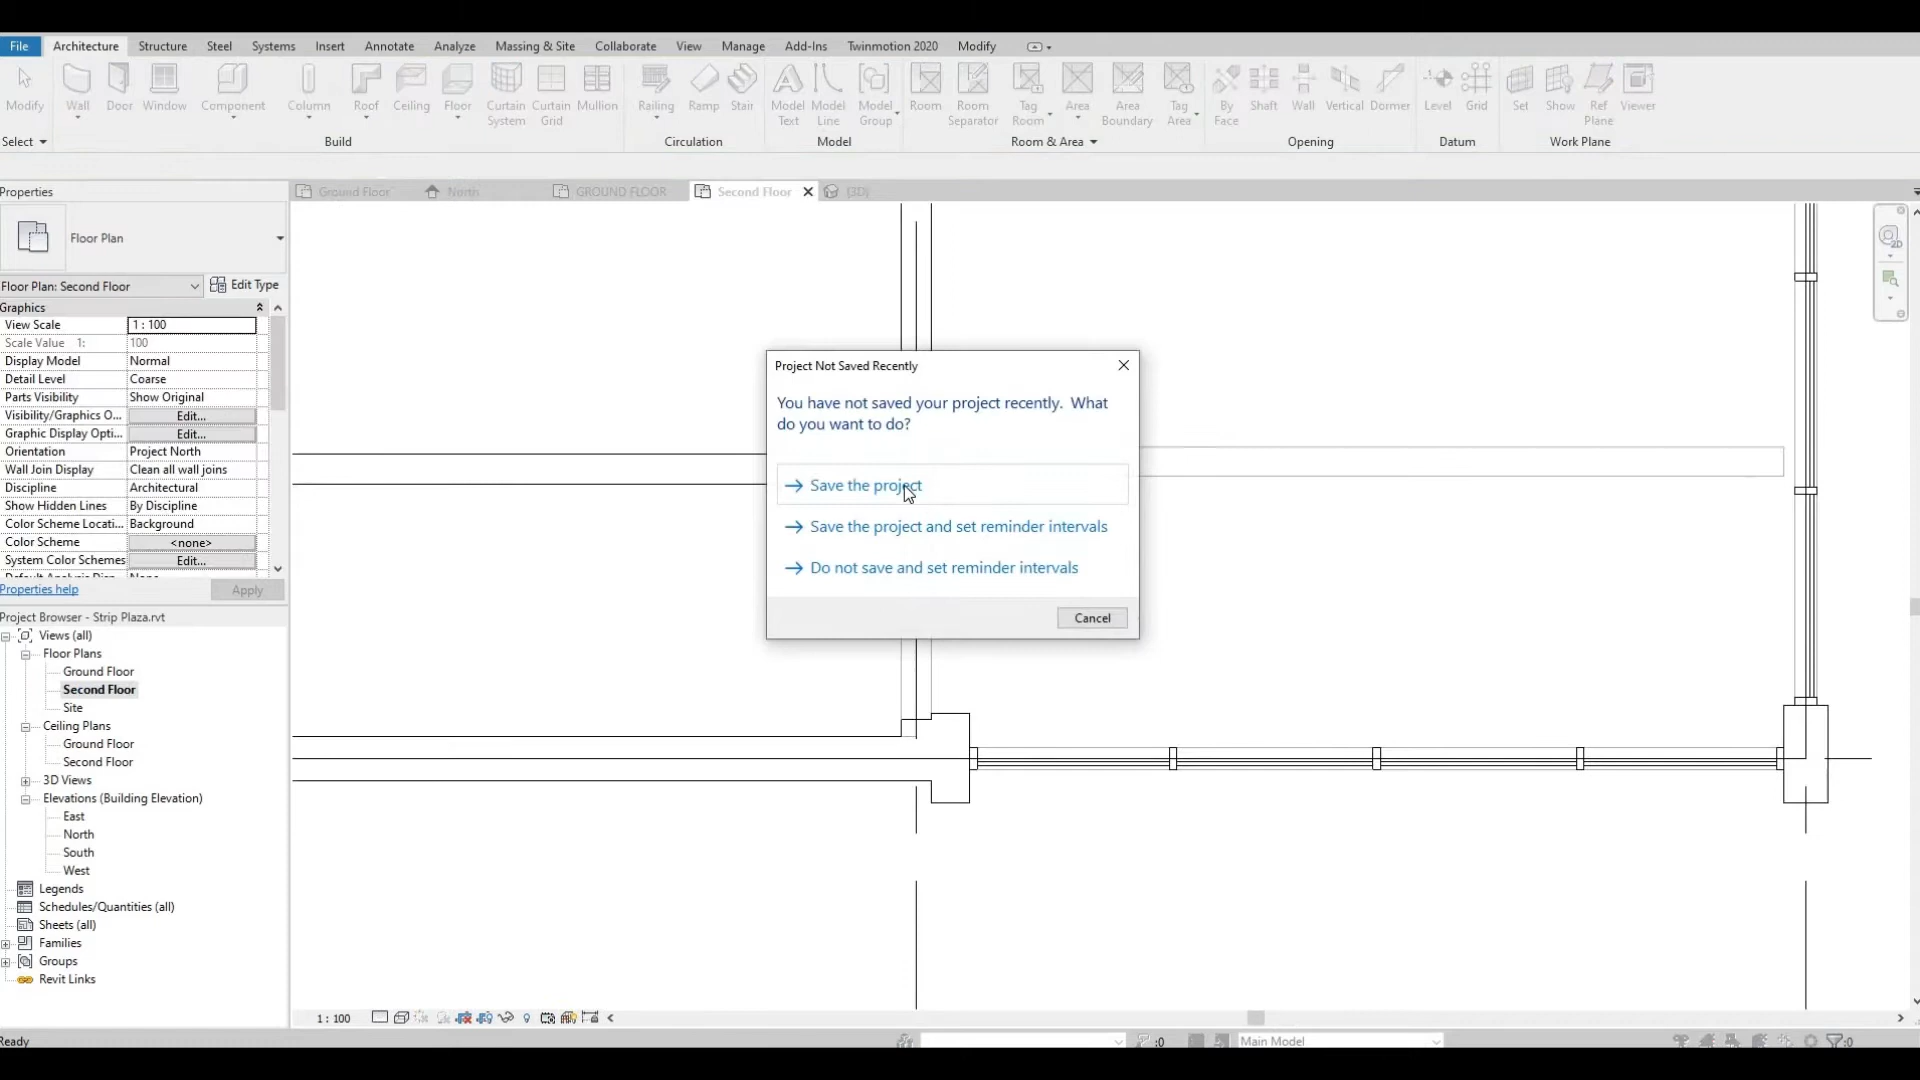 File Architecture Structure Steel Systems Insert Annotate Analyze Massing & Site Collaborate View Manage Add-Ins Twinmotion 2020 Modify
Modify Wall Door Window Component Column Roof Ceiling Floor Curtain System Curtain Grid Mullion Railing Ramp Stair Model Text Model Line Model Group Room Room Separator Tag Room Area Area Boundary Tag Area By Face Shaft Wall Vertical Dormer Level Grid Set Show Ref Plane Viewer
Select Build Circulation Model Room & Area Opening Datum Work Plane
Properties
Ground Floor North GROUND FLOOR Second Floor {3D}
Floor Plan
Floor Plan: Second Floor Edit Type
Graphics
View Scale 1 : 100
Scale Value 1: 100
Display Model Normal
Detail Level Coarse
Parts Visibility Show Original
Visibility/Graphics O... Edit...
Graphic Display Opti... Edit...
Orientation Project North
Wall Join Display Clean all wall joins
Discipline Architectural
Show Hidden Lines By Discipline
Color Scheme Locati... Background
Color Scheme <none>
System Color Schemes Edit...
Properties help Apply
Project Browser - Strip Plaza.rvt
Views (all)
Floor Plans
Ground Floor
Second Floor
Site
Ceiling Plans
Ground Floor
Second Floor
3D Views
Elevations (Building Elevation)
East
North
South
West
Legends
Schedules/Quantities (all)
Sheets (all)
Families
Groups
Revit Links
Project Not Saved Recently
You have not saved your project recently. What
do you want to do?
Save the project
Save the project and set reminder intervals
Do not save and set reminder intervals
Cancel
2D
1 : 100
Ready :0 Main Model :0